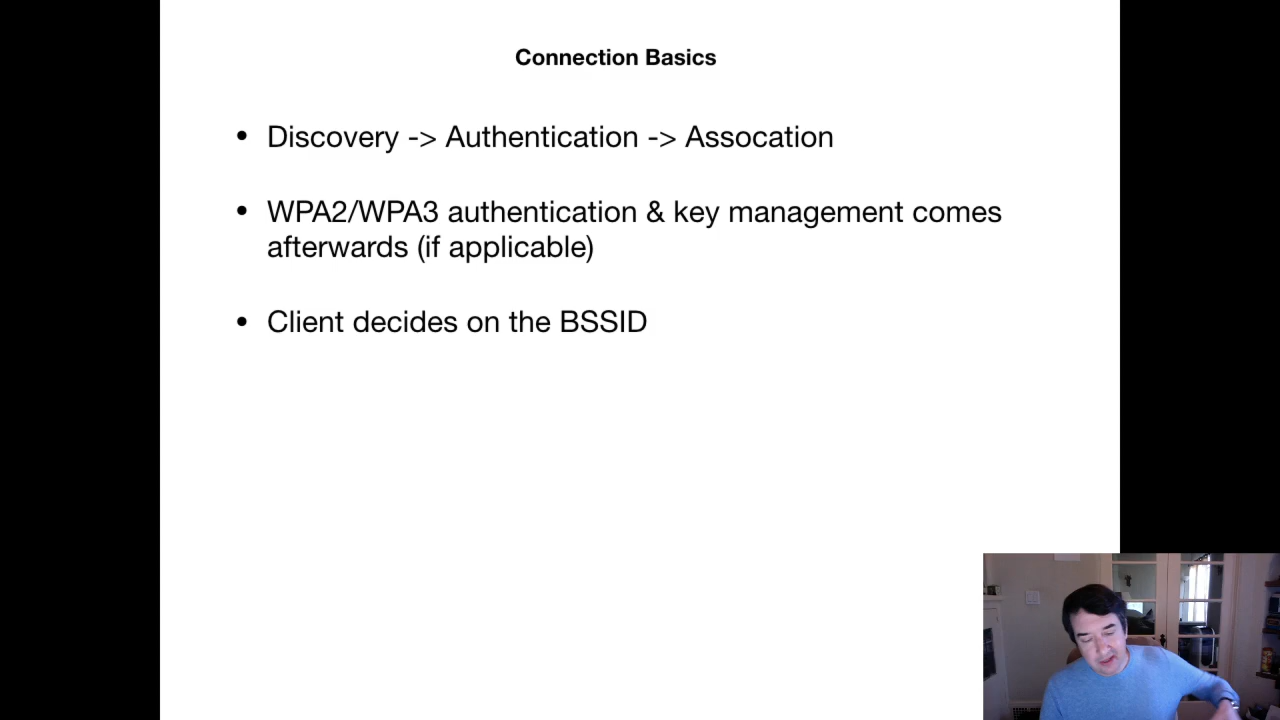 Connection Basics
• Discovery -> Authentication -> Assocation
• WPA2/WPA3 authentication & key management comes
afterwards (if applicable)
• Client decides on the BSSID